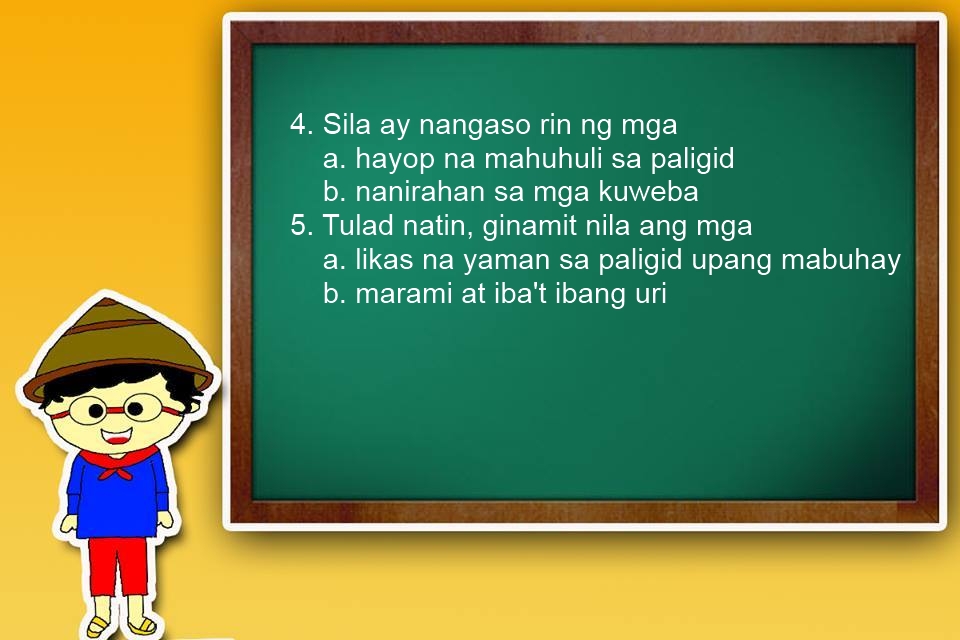 4. Sila ay nangaso rin ng mga
a. hayop na mahuhuli sa paligid
b. nanirahan sa mga kuweba
5. Tulad natin, ginamit nila ang mga
a. likas na yaman sa paligid upang mabuhay
b. marami at iba't ibang uri